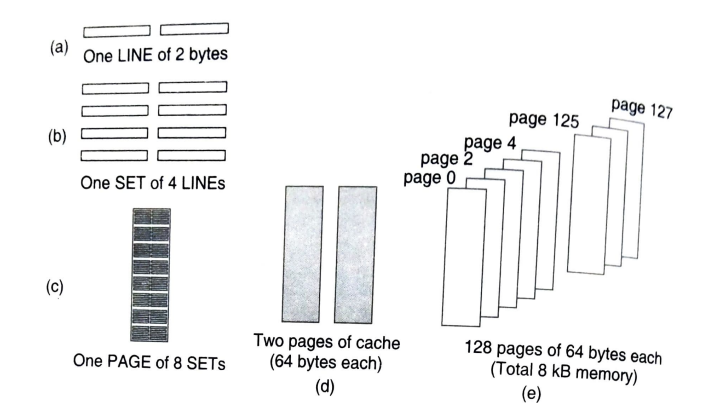 (a)
One LINE of 2 bytes
(b)
One SET of 4 LINEs
(c)
One PAGE of 8 SETs
Two pages of cache
(64 bytes each)
(d)
page 0
page 2
page 4
page 125
page 127
128 pages of 64 bytes each
(Total 8 kB memory)
(e)